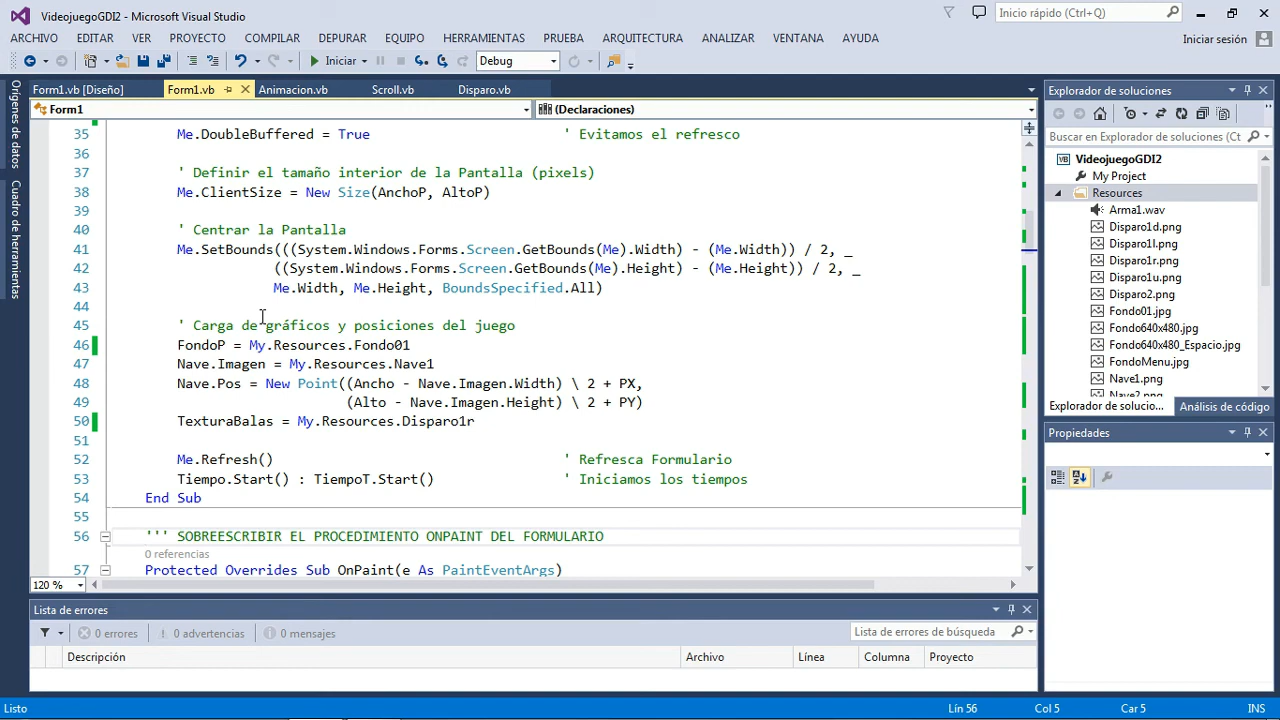 VideojuegoGDI2 - Microsoft Visual Studio
Inicio rápido (Ctrl+Q)
ARCHIVO EDITAR VER PROYECTO COMPILAR DEPURAR EQUIPO HERRAMIENTAS PRUEBA ARQUITECTURA ANALIZAR VENTANA AYUDA
Iniciar sesión
Iniciar
Debug
Orígenes de datos
Cuadro de herramientas
Form1.vb [Diseño] Form1.vb Animacion.vb Scroll.vb Disparo.vb
Form1
(Declaraciones)
35 Me.DoubleBuffered = True ' Evitamos el refresco
36
37 ' Definir el tamaño interior de la Pantalla (pixels)
38 Me.ClientSize = New Size(AnchoP, AltoP)
39
40 ' Centrar la Pantalla
41 Me.SetBounds(((System.Windows.Forms.Screen.GetBounds(Me).Width) - (Me.Width)) / 2, _
42 ((System.Windows.Forms.Screen.GetBounds(Me).Height) - (Me.Height)) / 2, _
43 Me.Width, Me.Height, BoundsSpecified.All)
44
45 ' Carga de gráficos y posiciones del juego
46 FondoP = My.Resources.Fondo01
47 Nave.Imagen = My.Resources.Nave1
48 Nave.Pos = New Point((Ancho - Nave.Imagen.Width) \ 2 + PX,
49 (Alto - Nave.Imagen.Height) \ 2 + PY)
50 TexturaBalas = My.Resources.Disparo1r
51
52 Me.Refresh() ' Refresca Formulario
53 Tiempo.Start() : TiempoT.Start() ' Iniciamos los tiempos
54 End Sub
55
56 ''' SOBREESCRIBIR EL PROCEDIMIENTO ONPAINT DEL FORMULARIO
0 referencias
57 Protected Overrides Sub OnPaint(e As PaintEventArgs)
120 %
Lista de errores
0 errores 0 advertencias 0 mensajes
Lista de errores de búsqueda
Descripción Archivo Línea Columna Proyecto
Explorador de soluciones
Buscar en Explorador de soluciones (Ct
VideojuegoGDI2
My Project
Resources
Arma1.wav
Disparo1d.png
Disparo1l.png
Disparo1r.png
Disparo1u.png
Disparo2.png
Fondo01.jpg
Fondo640x480.jpg
Fondo640x480_Espacio.jpg
FondoMenu.jpg
Nave1.png
Nave2.png
Explorador de solucio... Análisis de código
Propiedades
Listo
Lín 56 Col 5 Car 5 INS